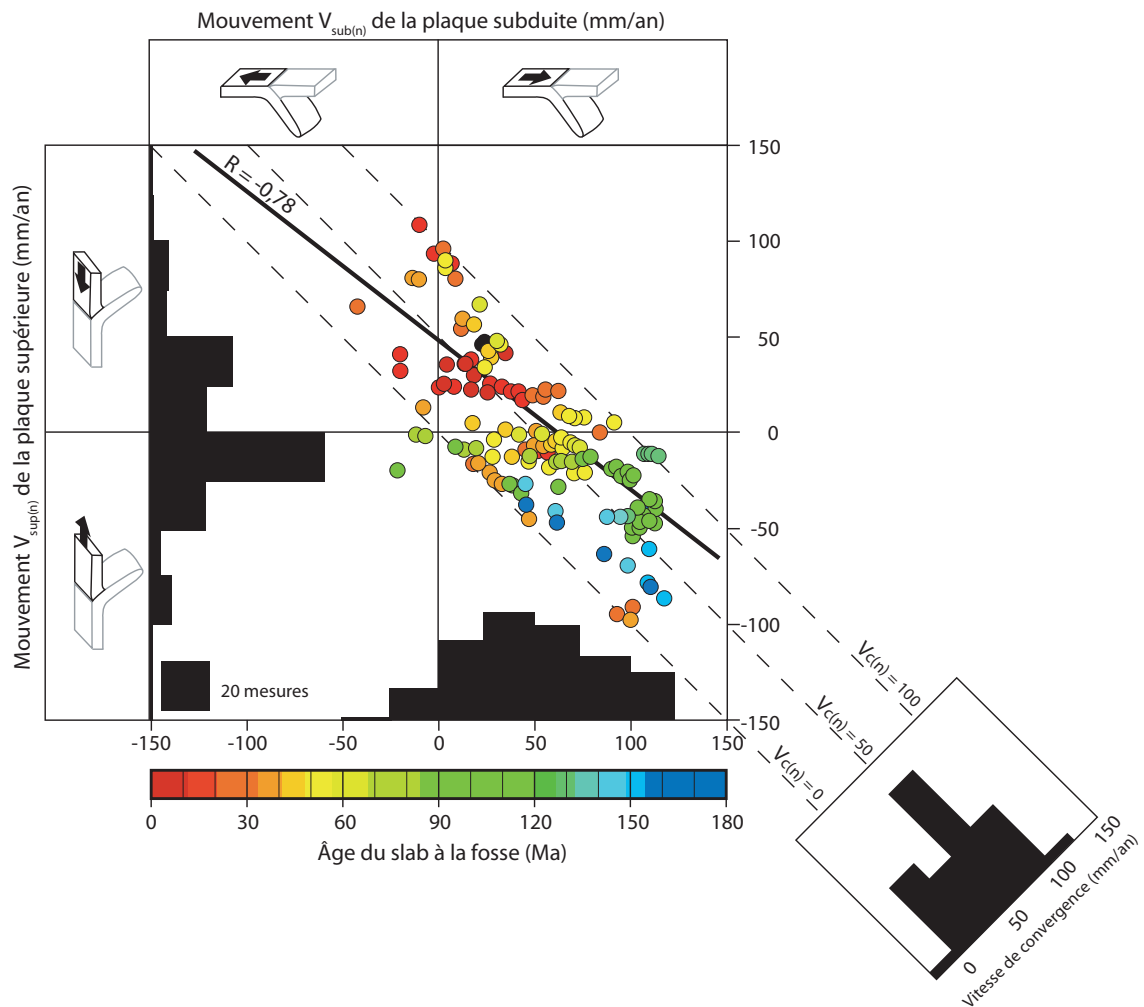 Mouvement Vsub(n) de la plaque subduite (mm/an)
Mouvement Vsup(n) de la plaque supérieure (mm/an)
R = -0,78
150
100
50
0
-50
-100
-150
20 mesures
-150
-100
-50
0
50
100
150
Vc(n) = 100
Vc(n) = 50
Vc(n) = 0
0
30
60
90
120
150
180
Âge du slab à la fosse (Ma)
0
50
100
150
Vitesse de convergence (mm/an)